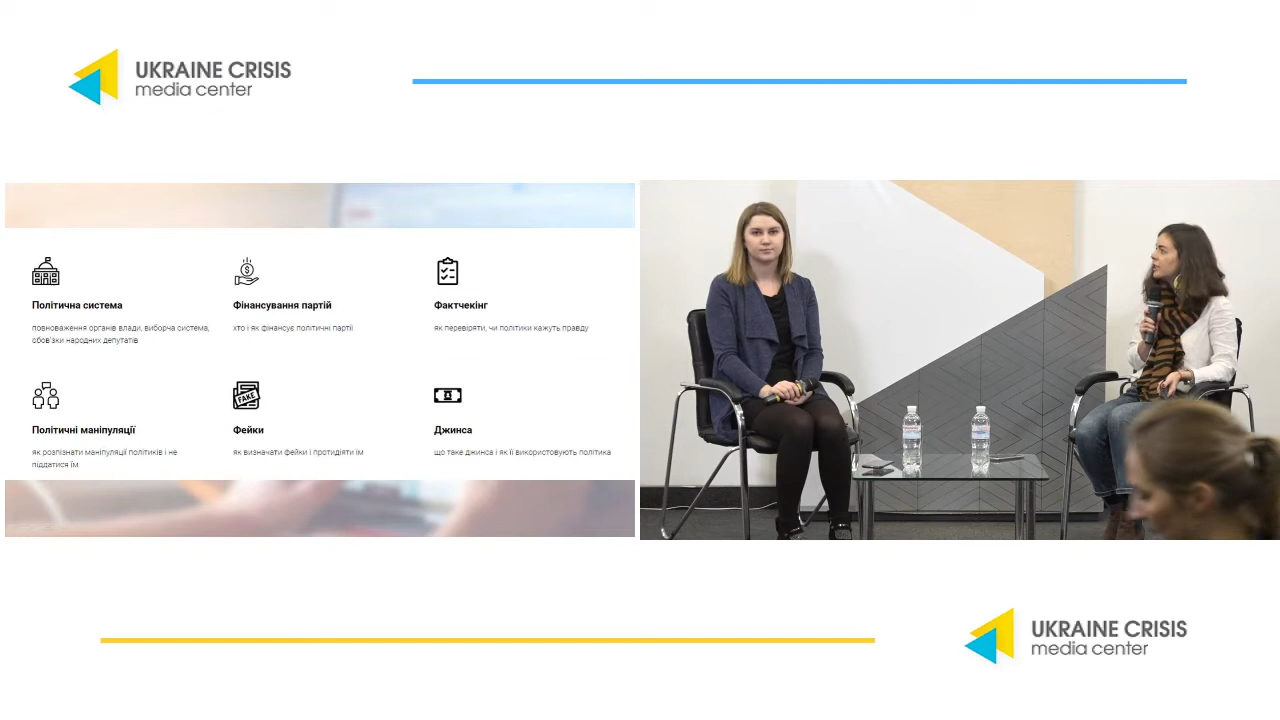 UKRAINE CRISIS
media center
Політична система
повноваження органів влади, виборча система,
обов'язки народних депутатів
Фінансування партій
хто і як фінансує політичні партії
Фактчекінг
як перевіряти, чи політики кажуть правду
Політичні маніпуляції
як розпізнати маніпуляції політиків і не
піддатися їм
FAKE
Фейки
як визначати фейки і протидіяти їм
Джинса
що таке джинса і як її використовують політика
UKRAINE CRISIS
media center